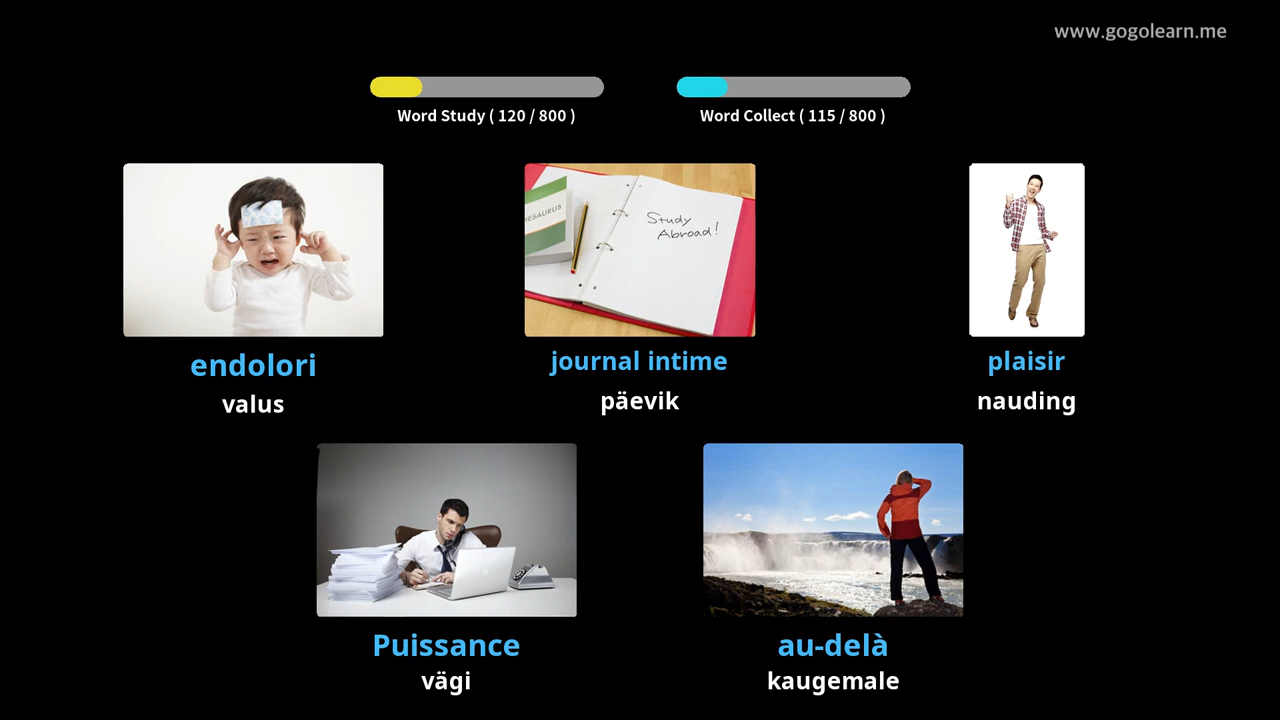 www.gogolearn.me
Word Study ( 120 / 800 )
Word Collect ( 115 / 800 )
HESAURUS
Study
Abroad!
endolori
journal intime
plaisir
valus
päevik
nauding
Puissance
au-delà
vägi
kaugemale